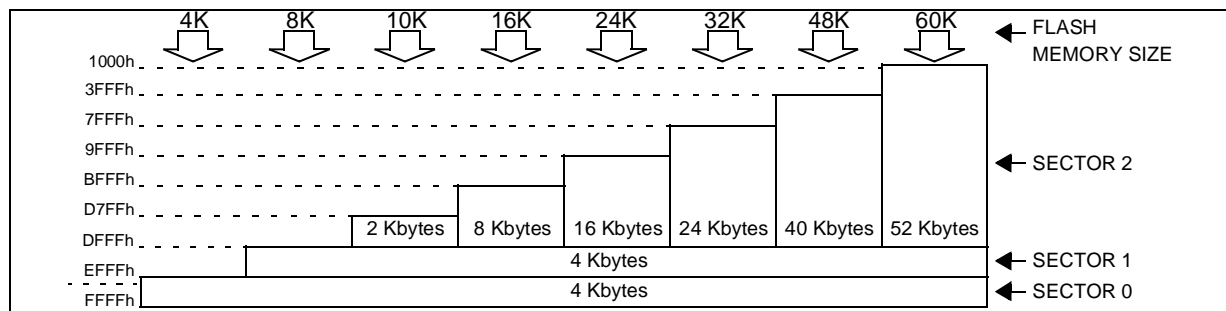 4K 8K 10K 16K 24K 32K 48K 60K
FLASH
MEMORY SIZE
1000h
3FFFh
7FFFh
9FFFh
BFFFh
SECTOR 2
D7FFh
2 Kbytes 8 Kbytes 16 Kbytes 24 Kbytes 40 Kbytes 52 Kbytes
DFFFh
4 Kbytes
SECTOR 1
EFFFh
4 Kbytes
SECTOR 0
FFFFh